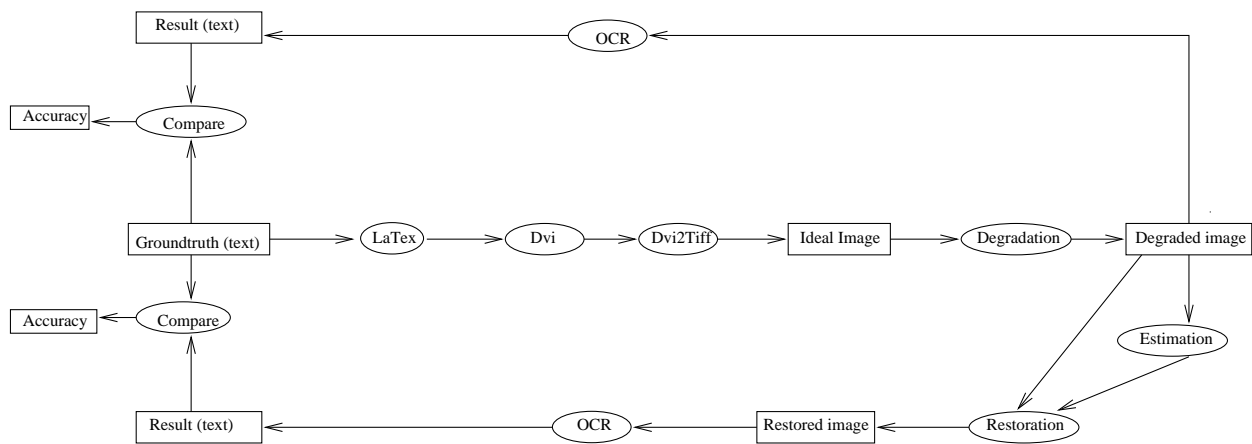 Result (text)
OCR
Accuracy
Compare
Groundtruth (text)
LaTex
Dvi
Dvi2Tiff
Ideal Image
Degradation
Degraded image
Accuracy
Compare
Estimation
Result (text)
OCR
Restored image
Restoration